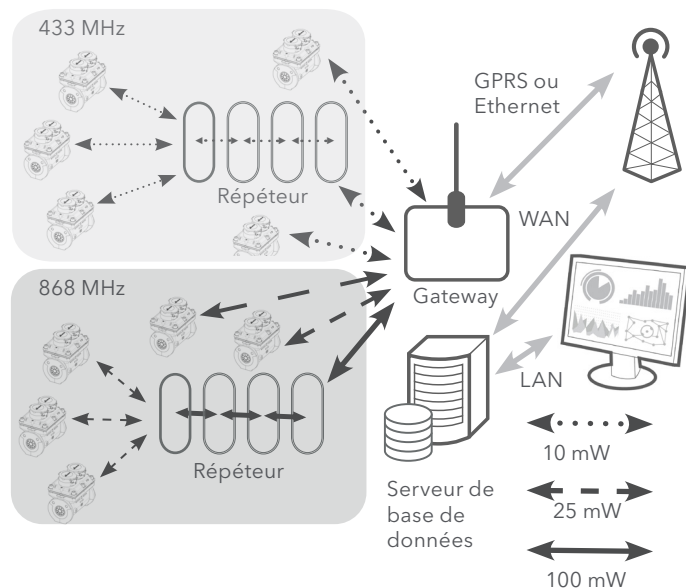 433 MHz
GPRS ou
Ethernet
Répéteur
WAN
Gateway
868 MHz
LAN
Répéteur
10 mW
Serveur de
base de
données
25 mW
100 mW